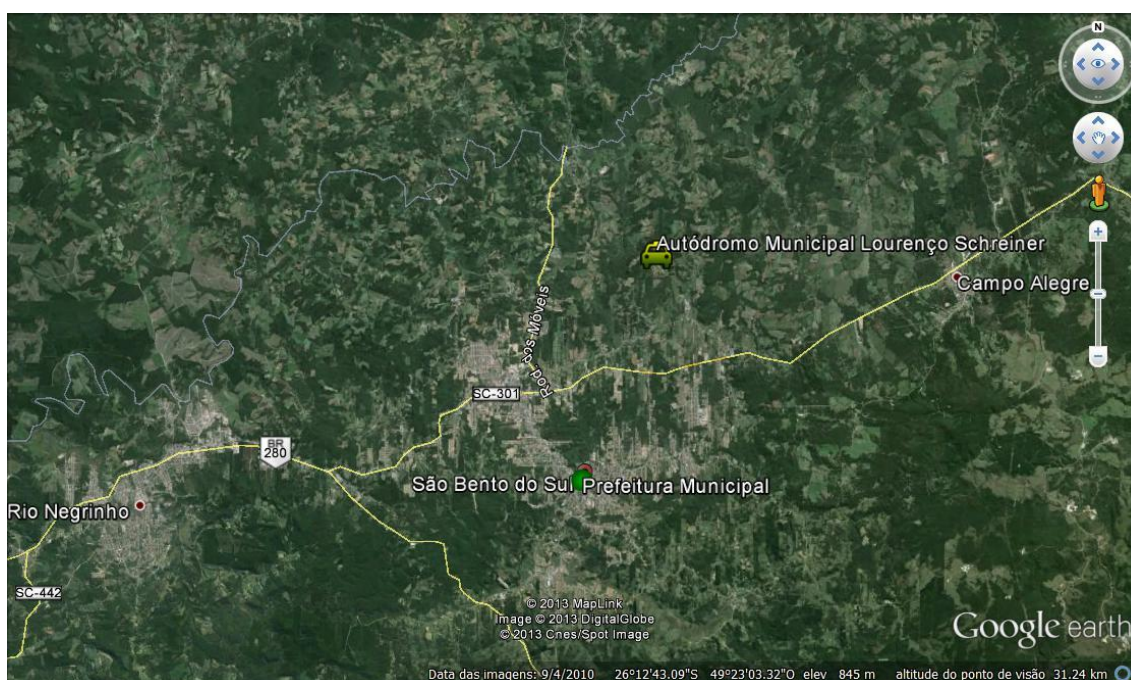 N
Autódromo Municipal Lourenço Schreiner
Campo Alegre
Rod dos Móveis
SC-301
BR
280
São Bento do Sul
Prefeitura Municipal
Rio Negrinho
SC-442
© 2013 MapLink
Image © 2013 DigitalGlobe
© 2013 Cnes/Spot Image
Google earth
Data das imagens: 9/4/2010 26°12'43.09"S 49°23'03.32"O elev 845 m altitude do ponto de visão 31.24 km